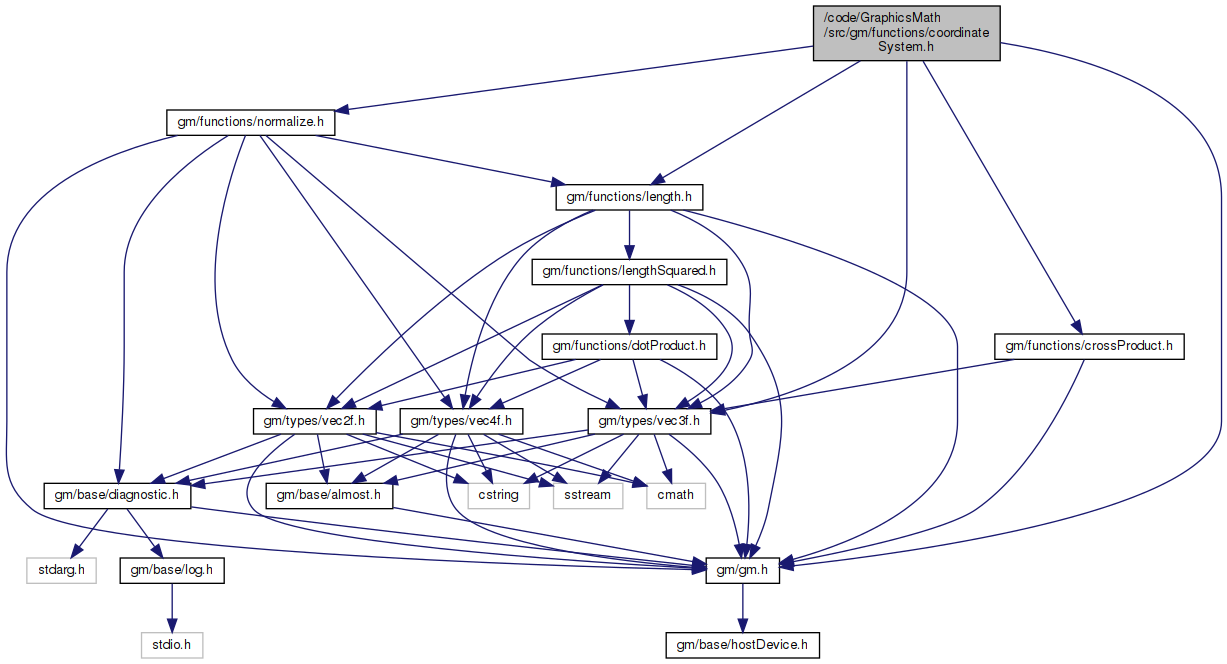 /code/GraphicsMath
/src/gm/functions/coordinate
System.h
gm/functions/normalize.h
gm/functions/length.h
gm/functions/lengthSquared.h
gm/functions/dotProduct.h
gm/functions/crossProduct.h
gm/types/vec2f.h
gm/types/vec4f.h
gm/types/vec3f.h
gm/base/diagnostic.h
gm/base/almost.h
cstring
sstream
cmath
stdarg.h
gm/base/log.h
gm/gm.h
stdio.h
gm/base/hostDevice.h